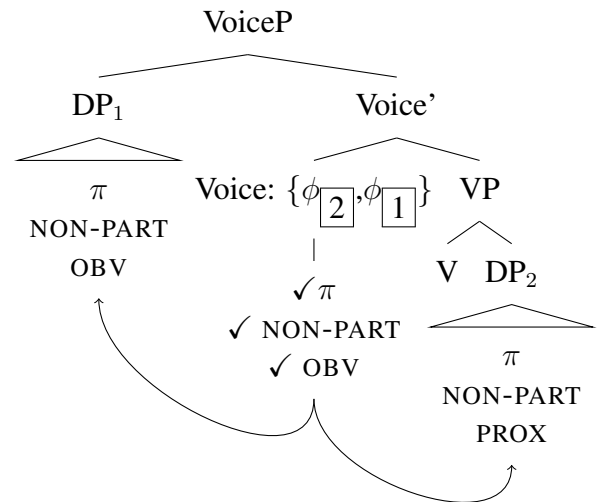 VoiceP
DP₁ Voice’
π
NON-PART
OBV
Voice: {ϕ2,ϕ1} VP
✓π
✓ NON-PART
✓ OBV
V DP₂
π
NON-PART
PROX